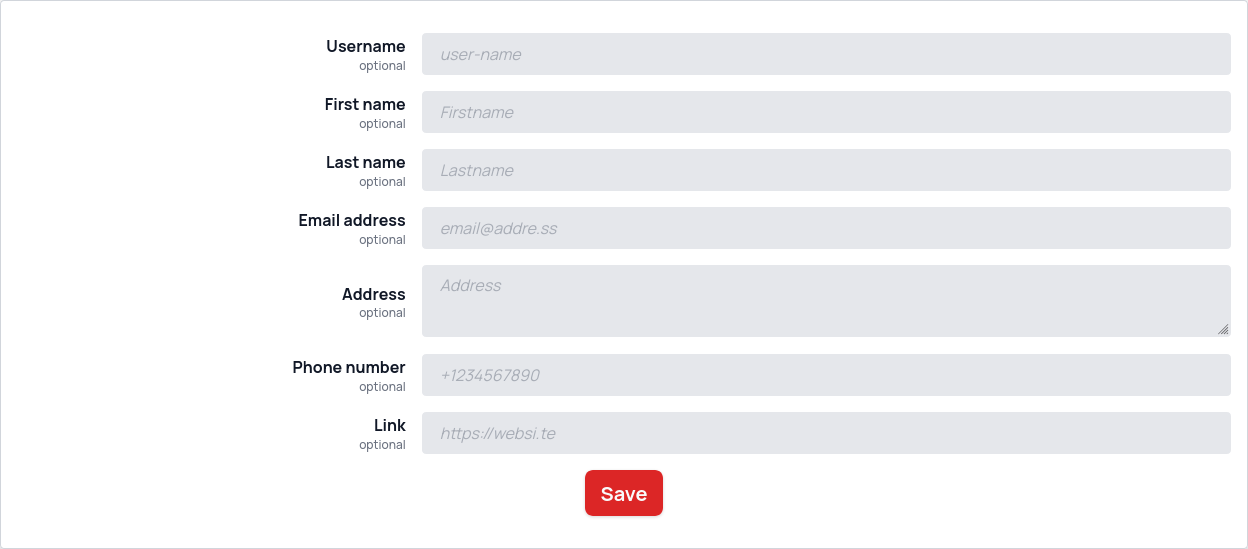 Username
optional
user-name
First name
optional
Firstname
Last name
optional
Lastname
Email address
optional
email@addre.ss
Address
optional
Address
Phone number
optional
+1234567890
Link
optional
https://websi.te
Save